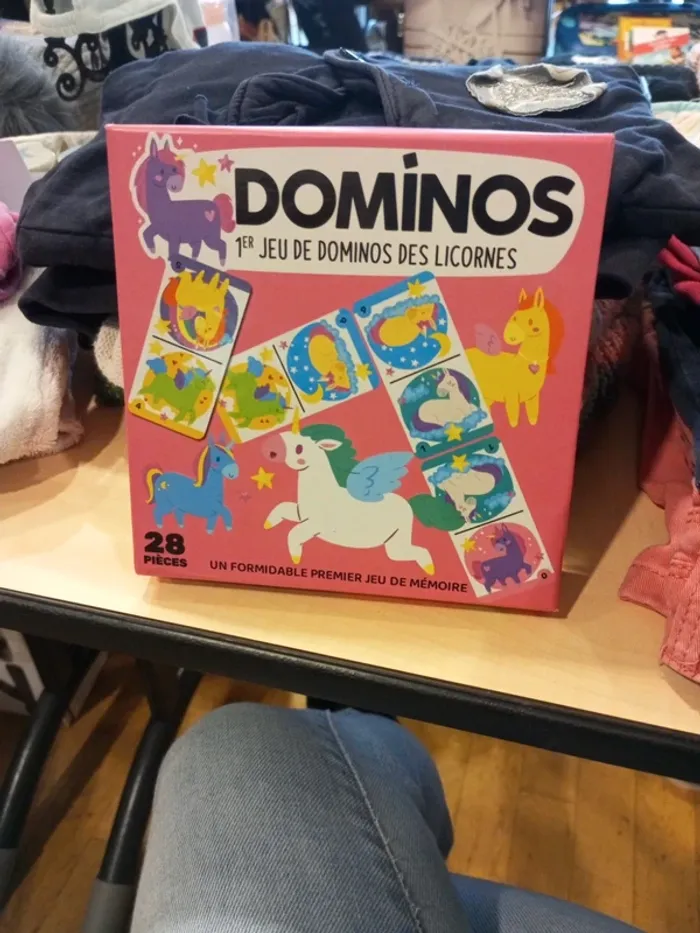 DOMINOS
1ER JEU DE DOMINOS DES LICORNES
28
PIÈCES
UN FORMIDABLE PREMIER JEU DE MÉMOIRE